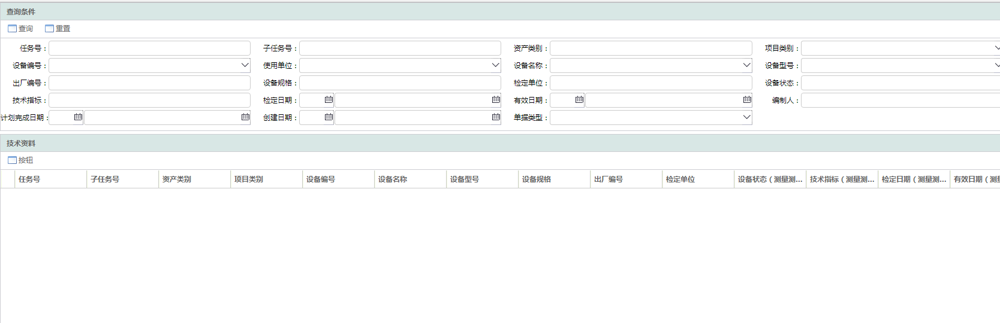 查询条件
查询 重置
任务号： 子任务号： 资产类别： 项目类别：
设备编号： 使用单位： 设备名称： 设备型号：
出厂编号： 设备规格： 检定单位： 设备状态：
技术指标： 检定日期： 有效日期： 编制人：
计划完成日期： 创建日期： 单据类型：
技术资料
按钮
任务号 子任务号 资产类别 项目类别 设备编号 设备名称 设备型号 设备规格 出厂编号 检定单位 设备状态（测量测... 技术指标（测量测... 检定日期（测量测... 有效日期（测